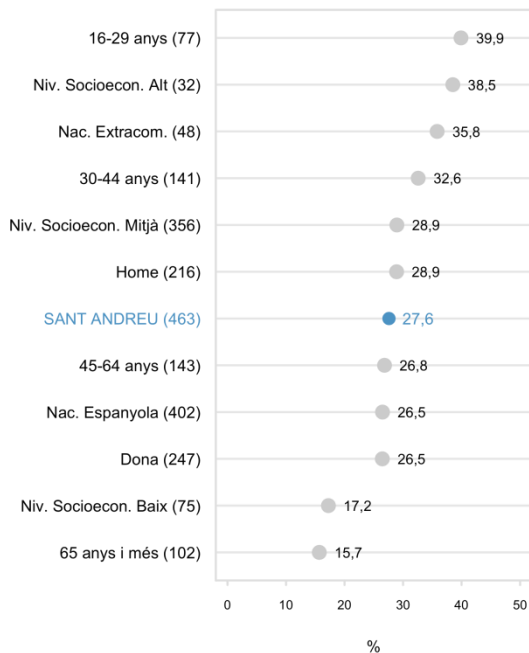 16-29 anys (77) 39,9
Niv. Socioecon. Alt (32) 38,5
Nac. Extracom. (48) 35,8
30-44 anys (141) 32,6
Niv. Socioecon. Mitjà (356) 28,9
Home (216) 28,9
SANT ANDREU (463) 27,6
45-64 anys (143) 26,8
Nac. Espanyola (402) 26,5
Dona (247) 26,5
Niv. Socioecon. Baix (75) 17,2
65 anys i més (102) 15,7
0 10 20 30 40 50
%